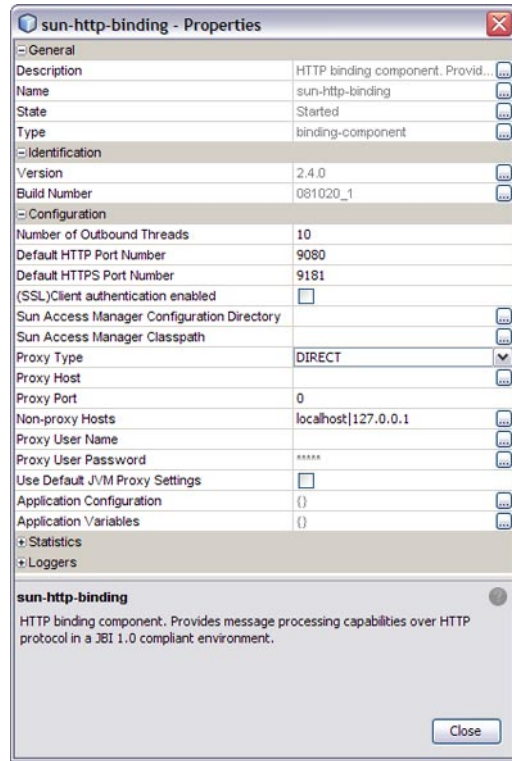 sun-http-binding - Properties
General
Description HTTP binding component. Provid... ...
Name sun-http-binding ...
State Started ...
Type binding-component ...
Identification
Version 2.4.0 ...
Build Number 081020_1 ...
Configuration
Number of Outbound Threads 10
Default HTTP Port Number 9080
Default HTTPS Port Number 9181
(SSL)Client authentication enabled
Sun Access Manager Configuration Directory ...
Sun Access Manager Classpath ...
Proxy Type DIRECT
Proxy Host ...
Proxy Port 0
Non-proxy Hosts localhost|127.0.0.1 ...
Proxy User Name ...
Proxy User Password ***** ...
Use Default JVM Proxy Settings
Application Configuration {} ...
Application Variables {} ...
Statistics
Loggers
sun-http-binding ?
HTTP binding component. Provides message processing capabilities over HTTP
protocol in a JBI 1.0 compliant environment.
Close